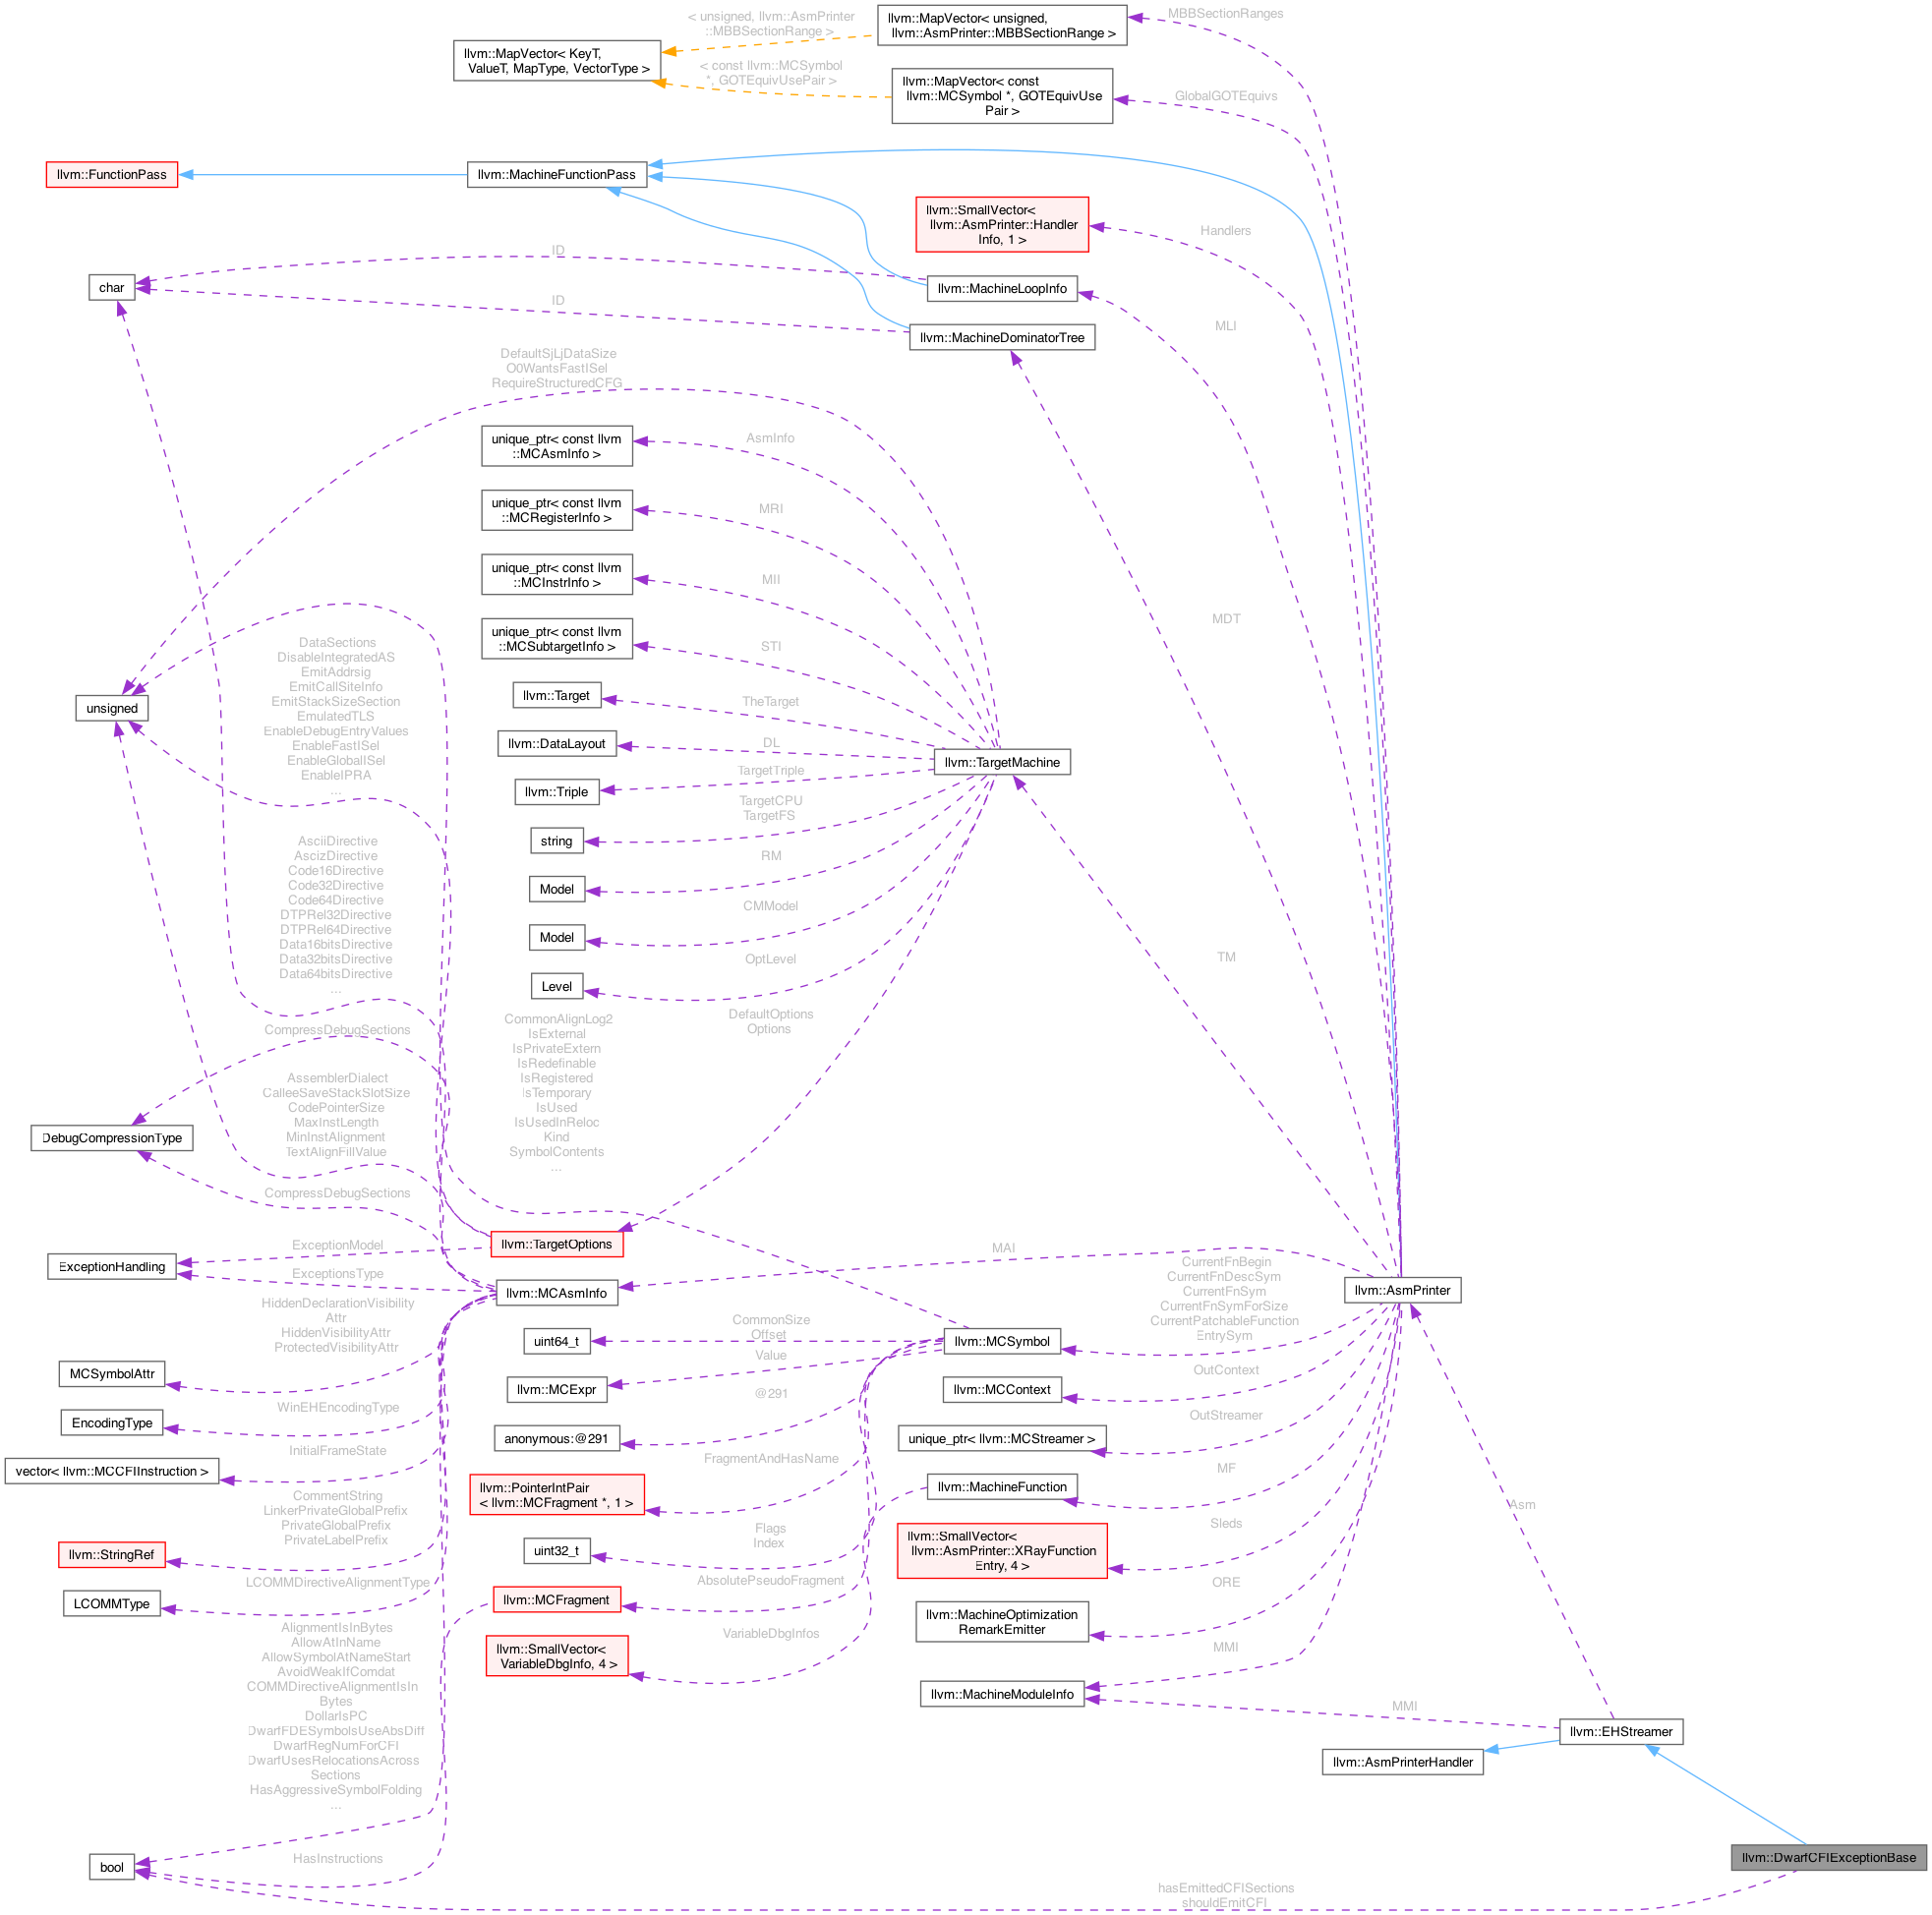 < unsigned, llvm::AsmPrinter
::MBBSectionRange >
llvm::MapVector< unsigned,
llvm::AsmPrinter::MBBSectionRange >
MBBSectionRanges
llvm::MapVector< KeyT,
ValueT, MapType, VectorType >
< const llvm::MCSymbol
*, GOTEquivUsePair >
llvm::MapVector< const
llvm::MCSymbol *, GOTEquivUse
Pair >
GlobalGOTEquivs
llvm::FunctionPass
llvm::MachineFunctionPass
llvm::SmallVector<
llvm::AsmPrinter::Handler
Info, 1 >
Handlers
ID
char
llvm::MachineLoopInfo
ID
MLI
llvm::MachineDominatorTree
DefaultSjLjDataSize
O0WantsFastISel
RequireStructuredCFG
unique_ptr< const llvm
::MCAsmInfo >
AsmInfo
unique_ptr< const llvm
::MCRegisterInfo >
MRI
unique_ptr< const llvm
::MCInstrInfo >
MII
unique_ptr< const llvm
::MCSubtargetInfo >
STI
MDT
DataSections
DisableIntegratedAS
EmitAddrsig
EmitCallSiteInfo
EmitStackSizeSection
EmulatedTLS
EnableDebugEntryValues
EnableFastISel
EnableGlobalISel
EnableIPRA
...
unsigned
llvm::Target
TheTarget
llvm::DataLayout
DL
llvm::TargetMachine
llvm::Triple
TargetTriple
string
TargetCPU
TargetFS
Model
RM
Model
CMModel
Level
OptLevel
TM
AsciiDirective
AscizDirective
Code16Directive
Code32Directive
Code64Directive
DTPRel32Directive
DTPRel64Directive
Data16bitsDirective
Data32bitsDirective
Data64bitsDirective
...
DefaultOptions
Options
CompressDebugSections
CommonAlignLog2
IsExternal
IsPrivateExtern
IsRedefinable
IsRegistered
IsTemporary
IsUsed
IsUsedInReloc
Kind
SymbolContents
...
AssemblerDialect
CalleeSaveStackSlotSize
CodePointerSize
MaxInstLength
MinInstAlignment
TextAlignFillValue
DebugCompressionType
CompressDebugSections
llvm::TargetOptions
ExceptionModel
ExceptionHandling
ExceptionsType
llvm::MCAsmInfo
MAI
llvm::AsmPrinter
CurrentFnBegin
CurrentFnDescSym
CurrentFnSym
CurrentFnSymForSize
CurrentPatchableFunction
EntrySym
HiddenDeclarationVisibility
Attr
HiddenVisibilityAttr
ProtectedVisibilityAttr
uint64_t
CommonSize
Offset
llvm::MCSymbol
MCSymbolAttr
llvm::MCExpr
Value
llvm::MCContext
OutContext
EncodingType
WinEHEncodingType
anonymous:@291
@291
unique_ptr< llvm::MCStreamer >
OutStreamer
vector< llvm::MCCFIInstruction >
InitialFrameState
llvm::PointerIntPair
< llvm::MCFragment *, 1 >
FragmentAndHasName
llvm::MachineFunction
MF
Asm
CommentString
LinkerPrivateGlobalPrefix
PrivateGlobalPrefix
PrivateLabelPrefix
llvm::StringRef
uint32_t
Flags
Index
llvm::SmallVector<
llvm::AsmPrinter::XRayFunction
Entry, 4 >
Sleds
LCOMMType
LCOMMDirectiveAlignmentType
llvm::MCFragment
AbsolutePseudoFragment
llvm::MachineOptimization
RemarkEmitter
ORE
llvm::SmallVector<
VariableDbgInfo, 4 >
VariableDbgInfos
MMI
AlignmentIsInBytes
AllowAtInName
AllowSymbolAtNameStart
AvoidWeakIfComdat
COMMDirectiveAlignmentIsIn
Bytes
DollarIsPC
DwarfFDESymbolsUseAbsDiff
DwarfRegNumForCFI
DwarfUsesRelocationsAcross
Sections
HasAggressiveSymbolFolding
...
llvm::MachineModuleInfo
MMI
llvm::EHStreamer
llvm::AsmPrinterHandler
bool
HasInstructions
llvm::DwarfCFIExceptionBase
hasEmittedCFISections
shouldEmitCFI